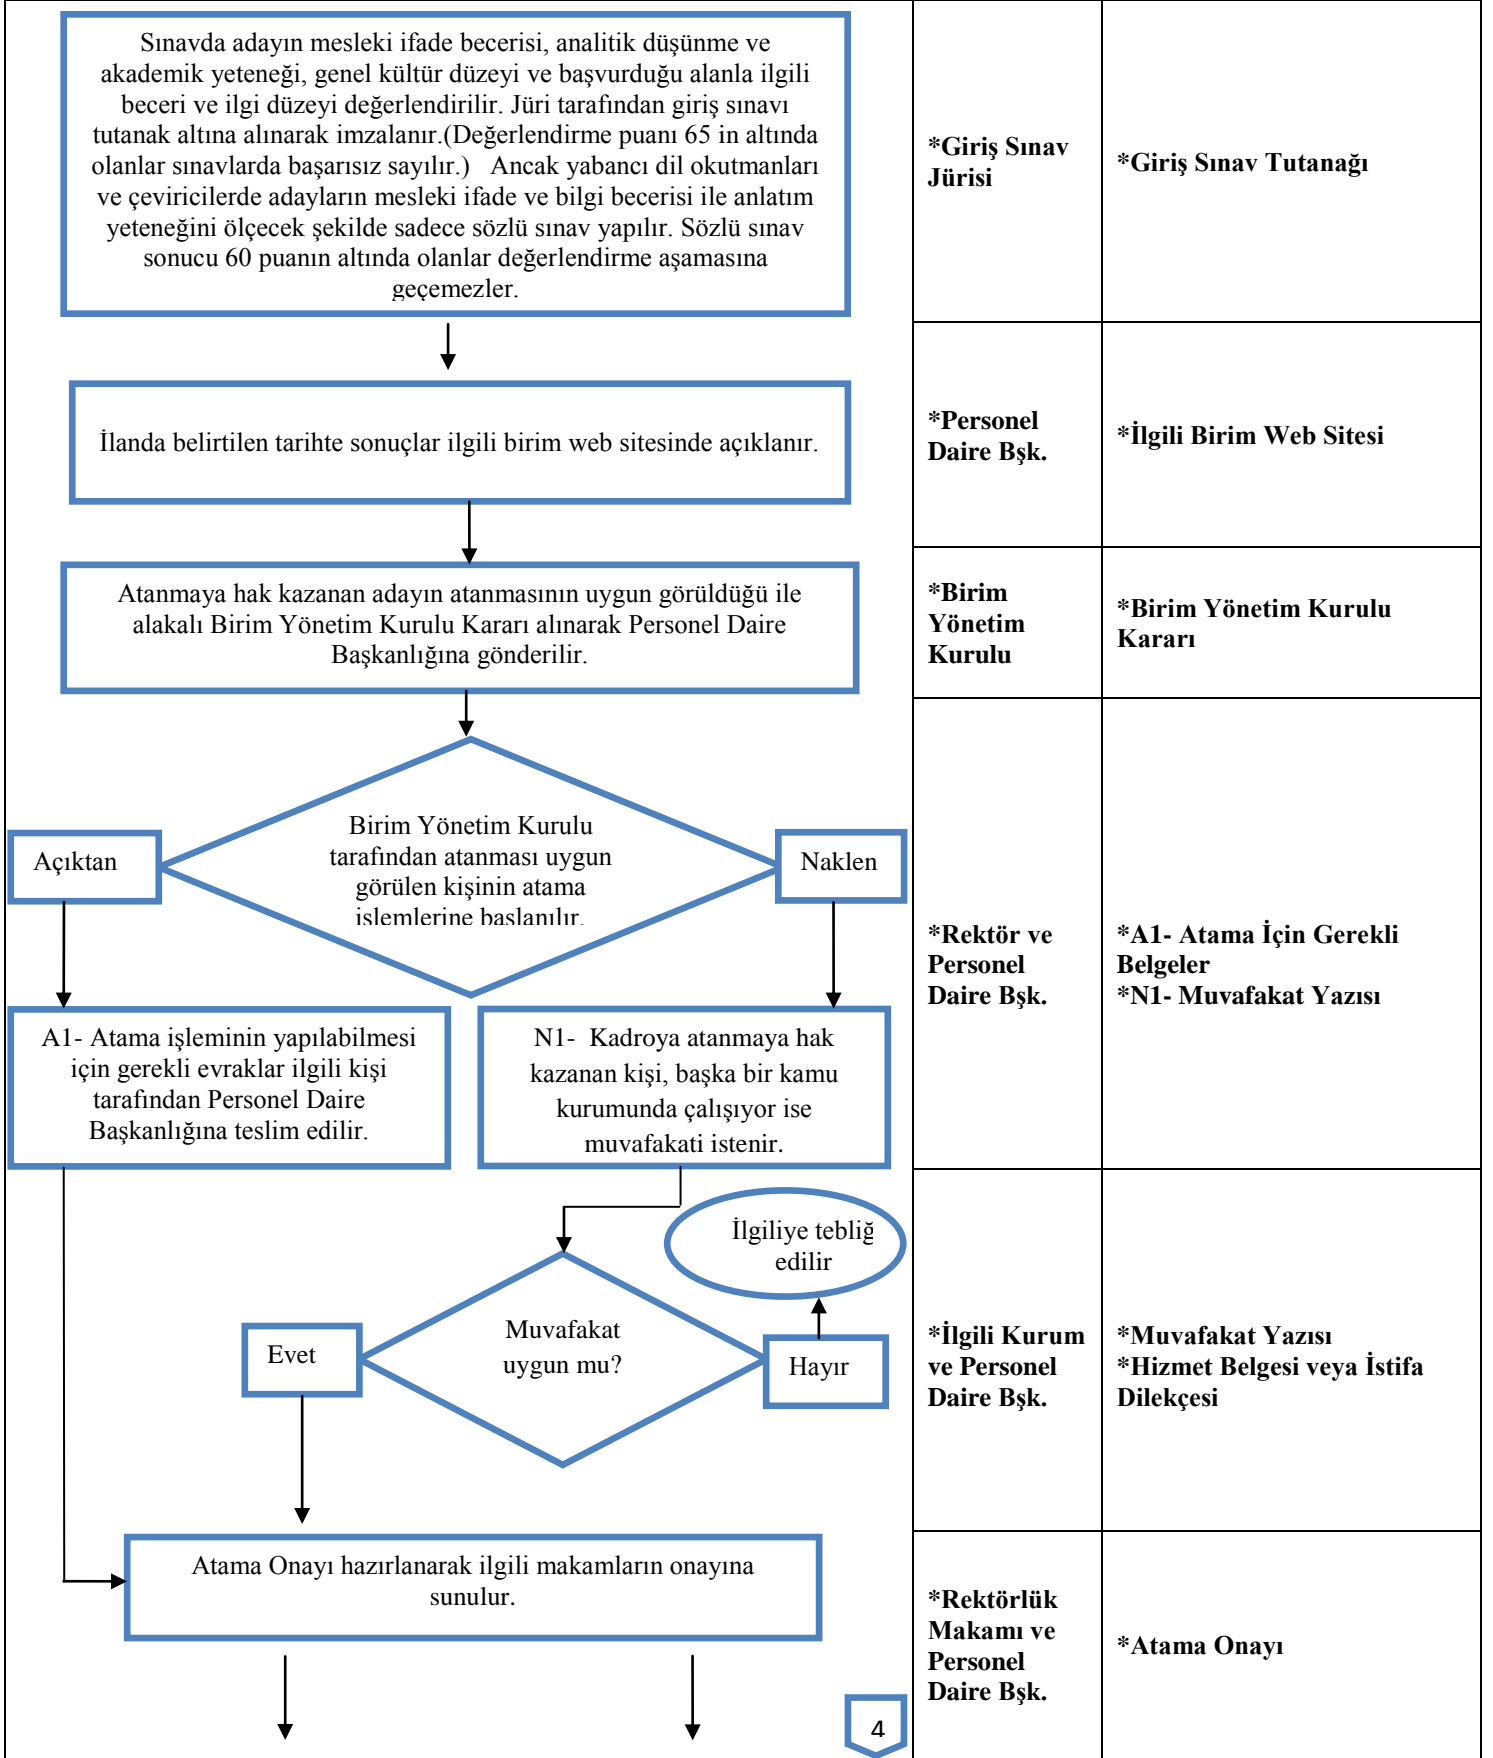 Sınavda adayın mesleki ifade becerisi, analitik düşünme ve
akademik yeteneği, genel kültür düzeyi ve başvurduğu alanla ilgili
beceri ve ilgi düzeyi değerlendirilir. Jüri tarafından giriş sınavı
tutanak altına alınarak imzalanır.(Değerlendirme puanı 65 in altında
olanlar sınavlarda başarısız sayılır.) Ancak yabancı dil okutmanları
ve çeviricilerde adayların mesleki ifade ve bilgi becerisi ile anlatım
yeteneğini ölçecek şekilde sadece sözlü sınav yapılır. Sözlü sınav
sonucu 60 puanın altında olanlar değerlendirme aşamasına
geçemezler.
*Giriş Sınav
Jürisi
*Giriş Sınav Tutanağı
İlanda belirtilen tarihte sonuçlar ilgili birim web sitesinde açıklanır.
*Personel
Daire Bşk.
*İlgili Birim Web Sitesi
Atanmaya hak kazanan adayın atanmasının uygun görüldüğü ile
alakalı Birim Yönetim Kurulu Kararı alınarak Personel Daire
Başkanlığına gönderilir.
*Birim
Yönetim
Kurulu
*Birim Yönetim Kurulu
Kararı
Birim Yönetim Kurulu
tarafından atanması uygun
görülen kişinin atama
işlemlerine başlanılır.
Açıktan
Naklen
A1- Atama işleminin yapılabilmesi
için gerekli evraklar ilgili kişi
tarafından Personel Daire
Başkanlığına teslim edilir.
N1- Kadroya atanmaya hak
kazanan kişi, başka bir kamu
kurumunda çalışıyor ise
muvafakati istenir.
*Rektör ve
Personel
Daire Bşk.
*A1- Atama İçin Gerekli
Belgeler
*N1- Muvafakat Yazısı
İlgiliye tebliğ
edilir
Muvafakat
uygun mu?
Evet
Hayır
*İlgili Kurum
ve Personel
Daire Bşk.
*Muvafakat Yazısı
*Hizmet Belgesi veya İstifa
Dilekçesi
Atama Onayı hazırlanarak ilgili makamların onayına
sunulur.
*Rektörlük
Makamı ve
Personel
Daire Bşk.
*Atama Onayı
4